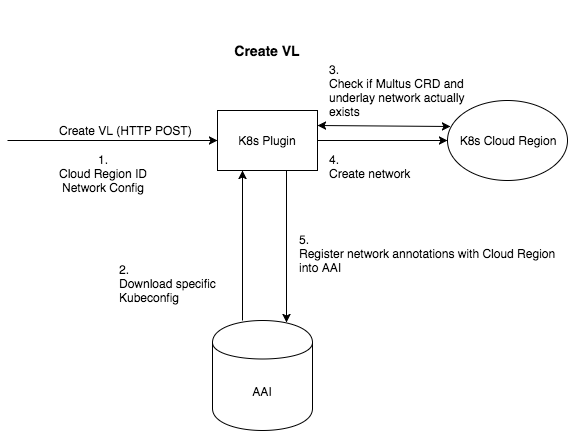 Create VL
3.
Check if Multus CRD and
underlay network actually
exists
Create VL (HTTP POST)
K8s Plugin
K8s Cloud Region
1.
Cloud Region ID
Network Config
4.
Create network
5.
Register network annotations with Cloud Region
into AAI
2.
Download specific
Kubeconfig
AAI